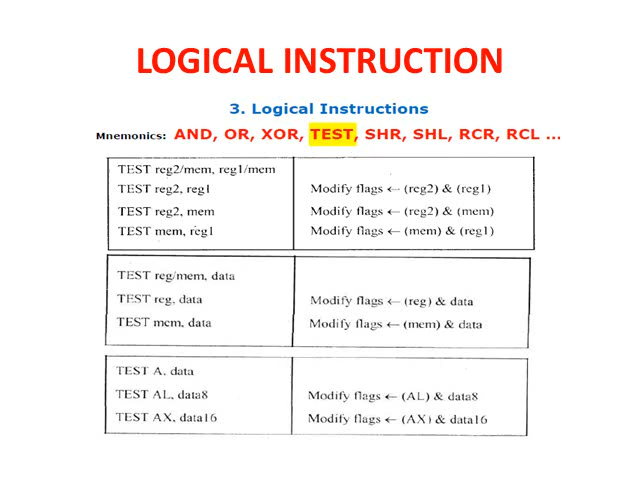 LOGICAL INSTRUCTION
3. Logical Instructions
Mnemonics: AND, OR, XOR, TEST, SHR, SHL, RCR, RCL ...
TEST reg2/mem, reg1/mem
TEST reg2, reg1 Modify flags ← (reg2) & (reg1)
TEST reg2, mem Modify flags ← (reg2) & (mem)
TEST mem, reg1 Modify flags ← (mem) & (reg1)
TEST reg/mem, data
TEST reg, data Modify flags ← (reg) & data
TEST mem, data Modify flags ← (mem) & data
TEST A, data
TEST AL, data8 Modify flags ← (AL) & data8
TEST AX, data16 Modify flags ← (AX) & data16